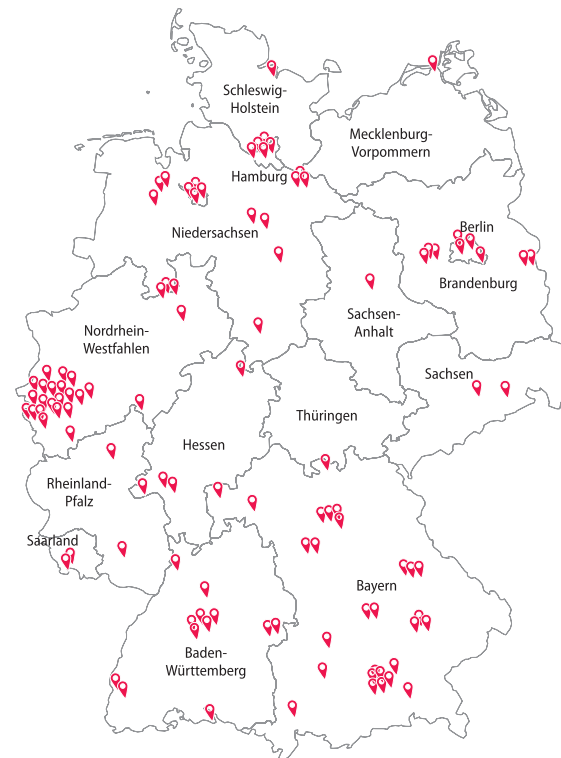 Schleswig-
Holstein
Mecklenburg-
Vorpommern
Hamburg
Niedersachsen
Berlin
Brandenburg
Sachsen-
Anhalt
Nordrhein-
Westfahlen
Sachsen
Thüringen
Hessen
Rheinland-
Pfalz
Saarland
Bayern
Baden-
Württemberg